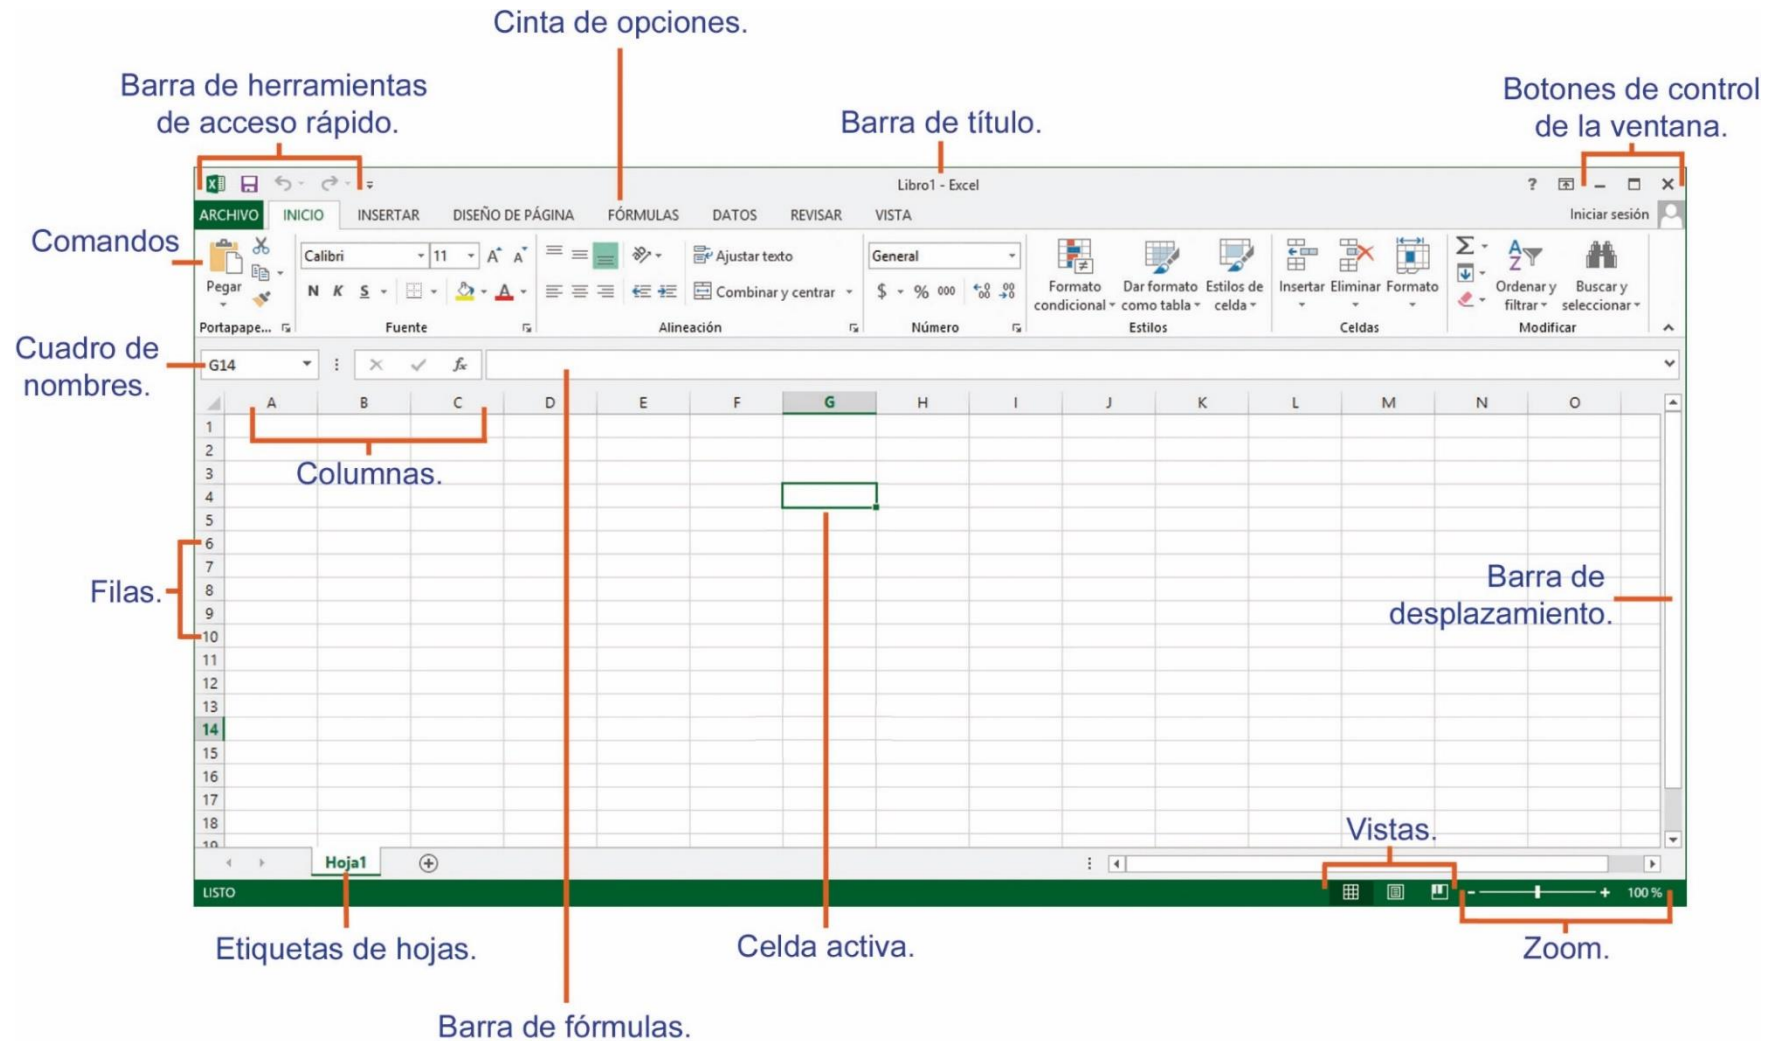 Cinta de opciones.
Barra de herramientas
de acceso rápido.
Barra de título.
Botones de control
de la ventana.
Libro1 - Excel
?
ARCHIVO INICIO INSERTAR DISEÑO DE PÁGINA FÓRMULAS DATOS REVISAR VISTA Iniciar sesión
Comandos
Calibri 11 A A Ajustar texto General
Pegar
N K S A Combinar y centrar $ % 000
Formato condicional
Dar formato como tabla
Estilos de celda
Insertar Eliminar Formato
Σ
A
Z
Ordenar y filtrar
Buscar y seleccionar
Portapape... Fuente Alineación Número Estilos Celdas Modificar
Cuadro de
nombres.
G14 fx
A B C D E F G H I J K L M N O
1
2
3
4
5
6
7
8
9
10
11
12
13
14
15
16
17
18
19
Columnas.
Filas.
Barra de
desplazamiento.
Vistas.
Hoja1
LISTO 100 %
Etiquetas de hojas.
Celda activa.
Zoom.
Barra de fórmulas.